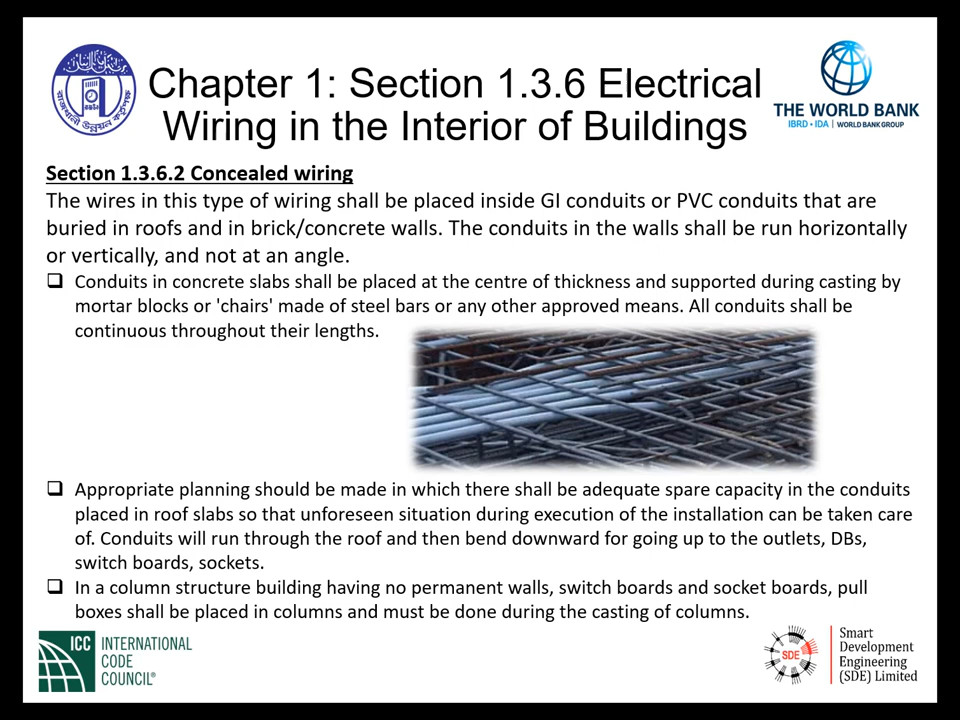 Chapter 1: Section 1.3.6 Electrical
Wiring in the Interior of Buildings
THE WORLD BANK
IBRD • IDA | WORLD BANK GROUP
Section 1.3.6.2 Concealed wiring
The wires in this type of wiring shall be placed inside GI conduits or PVC conduits that are
buried in roofs and in brick/concrete walls. The conduits in the walls shall be run horizontally
or vertically, and not at an angle.
❑ Conduits in concrete slabs shall be placed at the centre of thickness and supported during casting by
mortar blocks or 'chairs' made of steel bars or any other approved means. All conduits shall be
continuous throughout their lengths.
❑ Appropriate planning should be made in which there shall be adequate spare capacity in the conduits
placed in roof slabs so that unforeseen situation during execution of the installation can be taken care
of. Conduits will run through the roof and then bend downward for going up to the outlets, DBs,
switch boards, sockets.
❑ In a column structure building having no permanent walls, switch boards and socket boards, pull
boxes shall be placed in columns and must be done during the casting of columns.
ICC INTERNATIONAL
CODE
COUNCIL®
SDE
Smart
Development
Engineering
(SDE) Limited